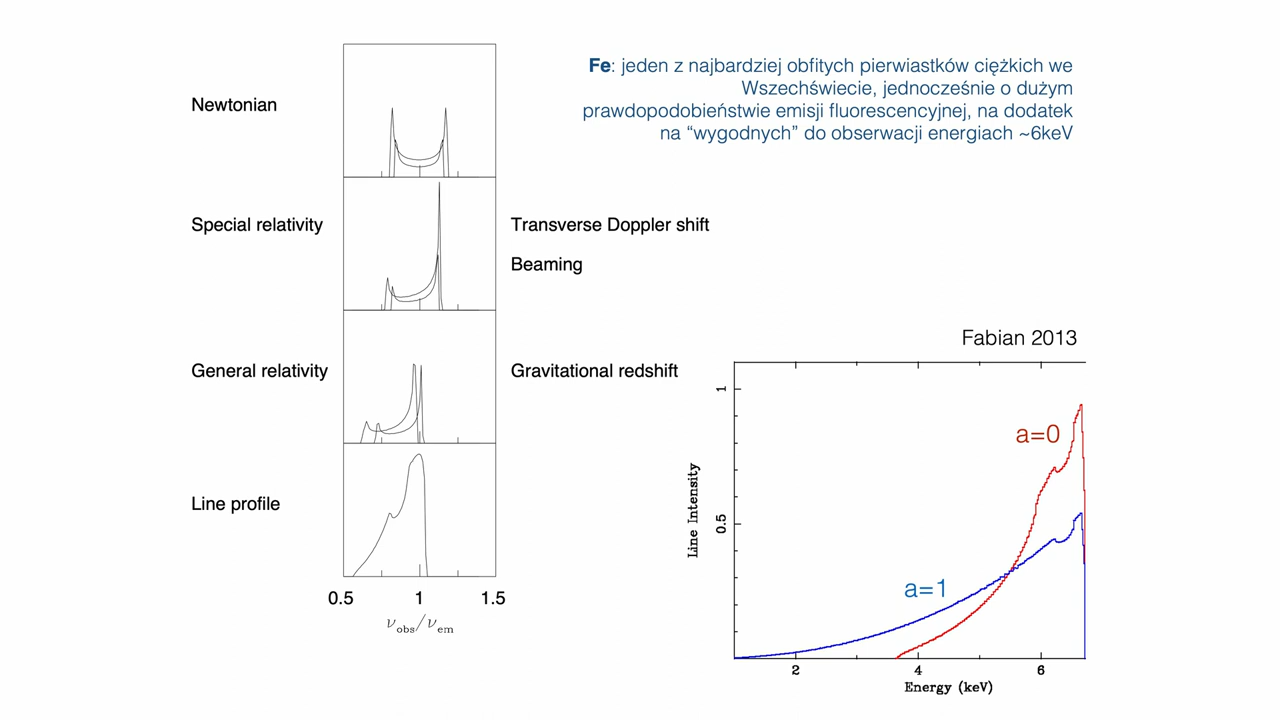 Fe: jeden z najbardziej obfitych pierwiastków ciężkich we
Wszechświecie, jednocześnie o dużym
prawdopodobieństwie emisji fluorescencyjnej, na dodatek
na “wygodnych” do obserwacji energiach ~6keV
Newtonian
Special relativity
Transverse Doppler shift
Beaming
General relativity
Gravitational redshift
Line profile
0.5 1 1.5
νobs/νem
Fabian 2013
a=0
a=1
Line Intensity
1
0.5
2 4 6
Energy (keV)